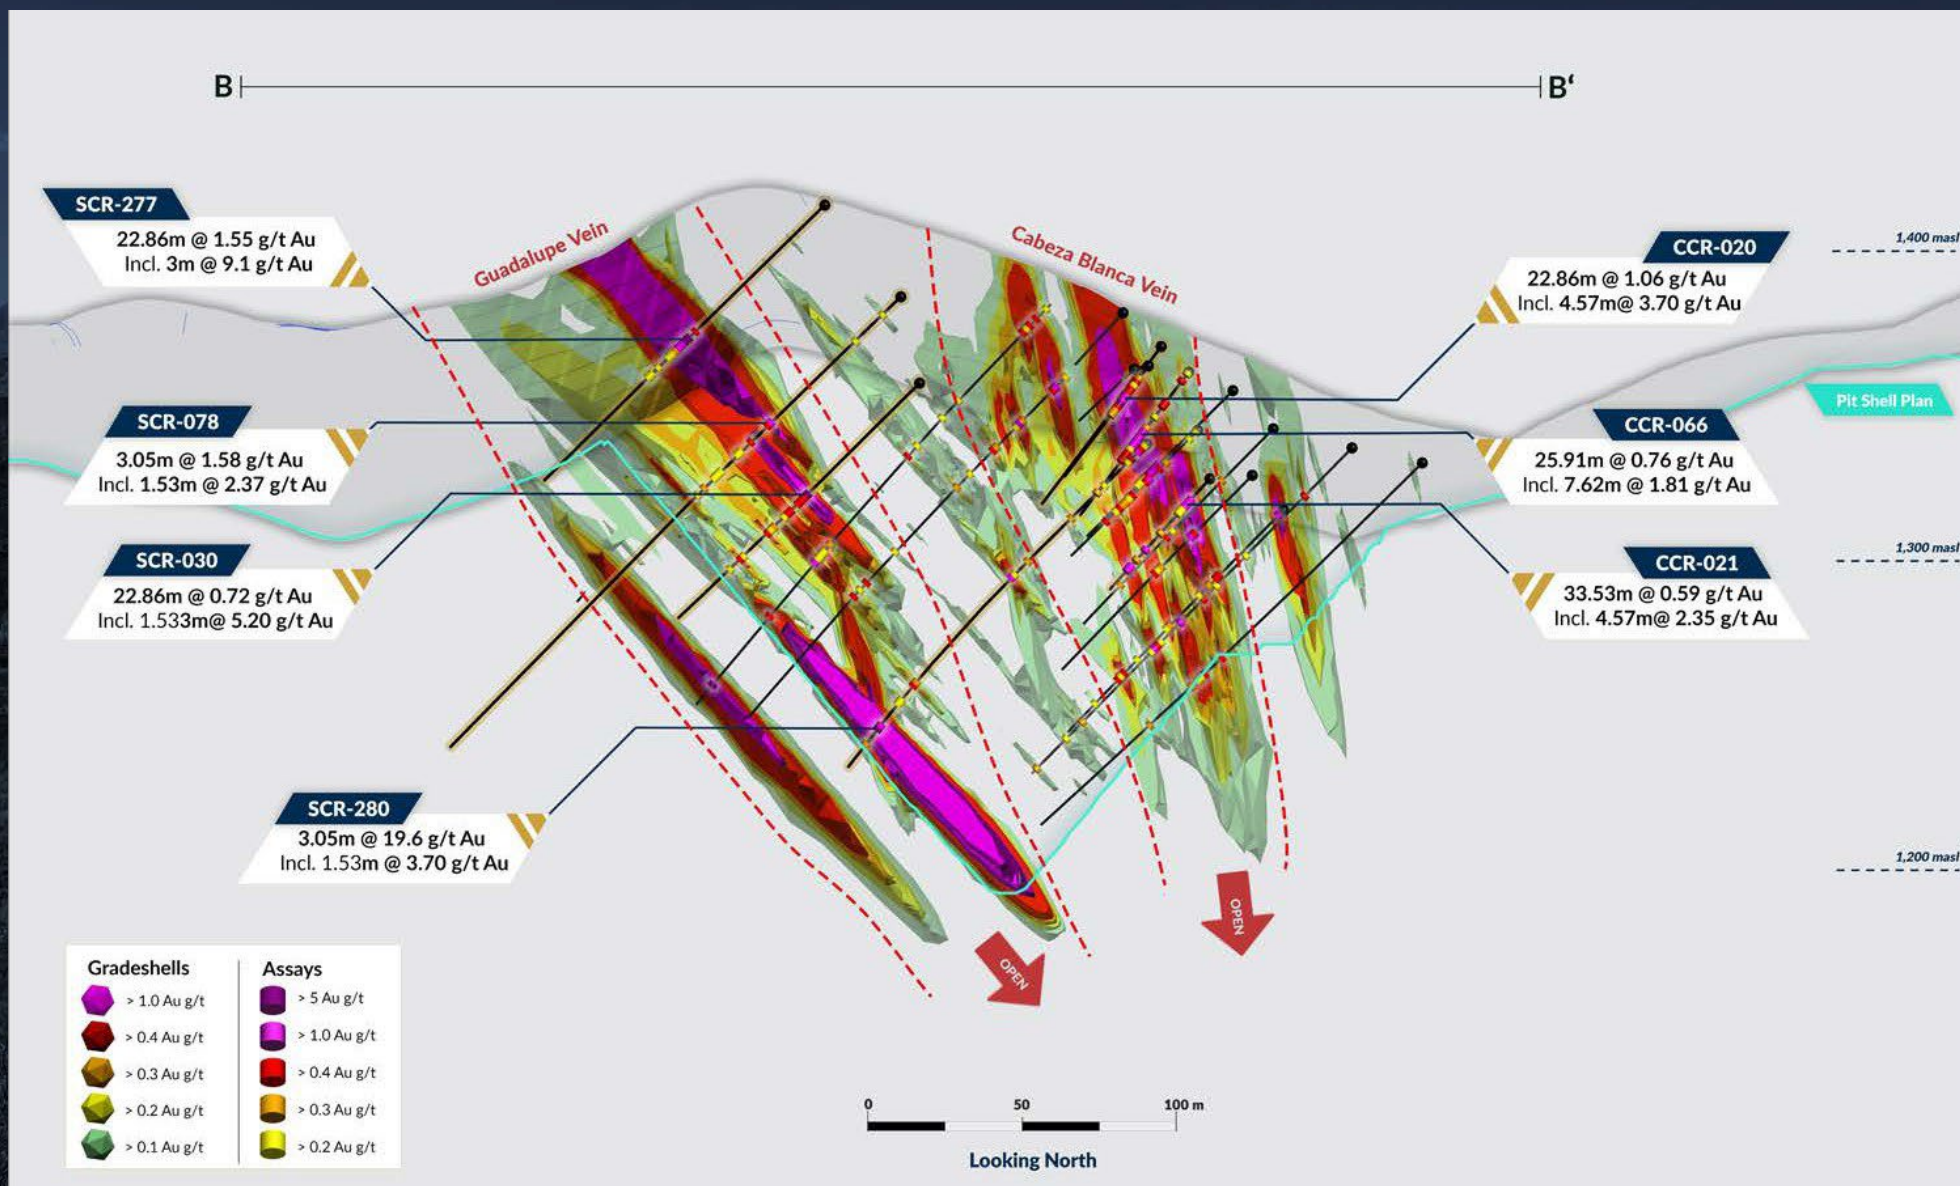 B
B‘
SCR-277
22.86m @ 1.55 g/t Au
Incl. 3m @ 9.1 g/t Au
Guadalupe Vein
Cabeza Blanca Vein
CCR-020
22.86m @ 1.06 g/t Au
Incl. 4.57m@ 3.70 g/t Au
1,400 masl
Pit Shell Plan
SCR-078
3.05m @ 1.58 g/t Au
Incl. 1.53m @ 2.37 g/t Au
CCR-066
25.91m @ 0.76 g/t Au
Incl. 7.62m @ 1.81 g/t Au
1,300 masl
SCR-030
22.86m @ 0.72 g/t Au
Incl. 1.533m@ 5.20 g/t Au
CCR-021
33.53m @ 0.59 g/t Au
Incl. 4.57m@ 2.35 g/t Au
SCR-280
3.05m @ 19.6 g/t Au
Incl. 1.53m @ 3.70 g/t Au
1,200 masl
OPEN
OPEN
Gradeshells
> 1.0 Au g/t
> 0.4 Au g/t
> 0.3 Au g/t
> 0.2 Au g/t
> 0.1 Au g/t
Assays
> 5 Au g/t
> 1.0 Au g/t
> 0.4 Au g/t
> 0.3 Au g/t
> 0.2 Au g/t
0 50 100 m
Looking North